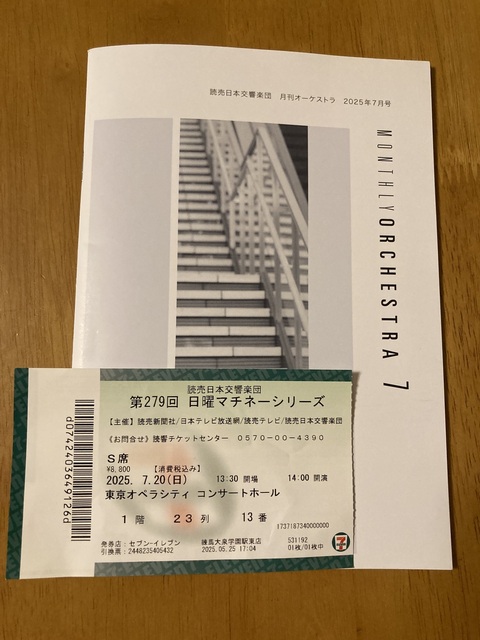 読売日本交響楽団 月刊オーケストラ 2025年7月号
MONTHLY ORCHESTRA 7
読売日本交響楽団
第279回 日曜マチネーシリーズ
【主催】読売新聞社/日本テレビ放送網/読売テレビ/読売日本交響楽団
《お問合せ》読響チケットセンター 0570-00-4390
S席
¥8,800 【消費税込み】
2025. 7.20(日) 13:30 開場 14:00 開演
東京オペラシティ コンサートホール
1階 23列 13番
1737187340000000
発券店:セブン-イレブン 練馬大泉学園駅東店 531192
引換票:2448235405432 2025.05.25 17:04 01枚/01枚中
d0742403649126d